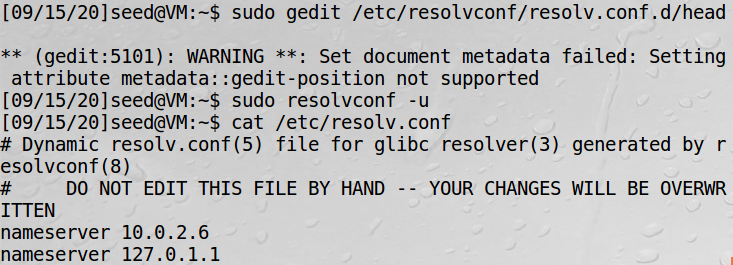 [09/15/20]seed@VM:~$ sudo gedit /etc/resolvconf/resolv.conf.d/head

** (gedit:5101): WARNING **: Set document metadata failed: Setting
 attribute metadata::gedit-position not supported
[09/15/20]seed@VM:~$ sudo resolvconf -u
[09/15/20]seed@VM:~$ cat /etc/resolv.conf
# Dynamic resolv.conf(5) file for glibc resolver(3) generated by r
esolvconf(8)
#     DO NOT EDIT THIS FILE BY HAND -- YOUR CHANGES WILL BE OVERWR
ITTEN
nameserver 10.0.2.6
nameserver 127.0.1.1